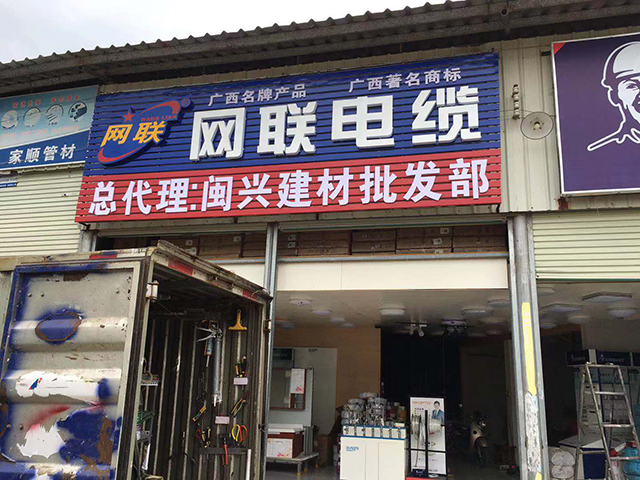 广西名牌产品 广西著名商标
网联
网联电缆
总代理:闽兴建材批发部
家顺管材